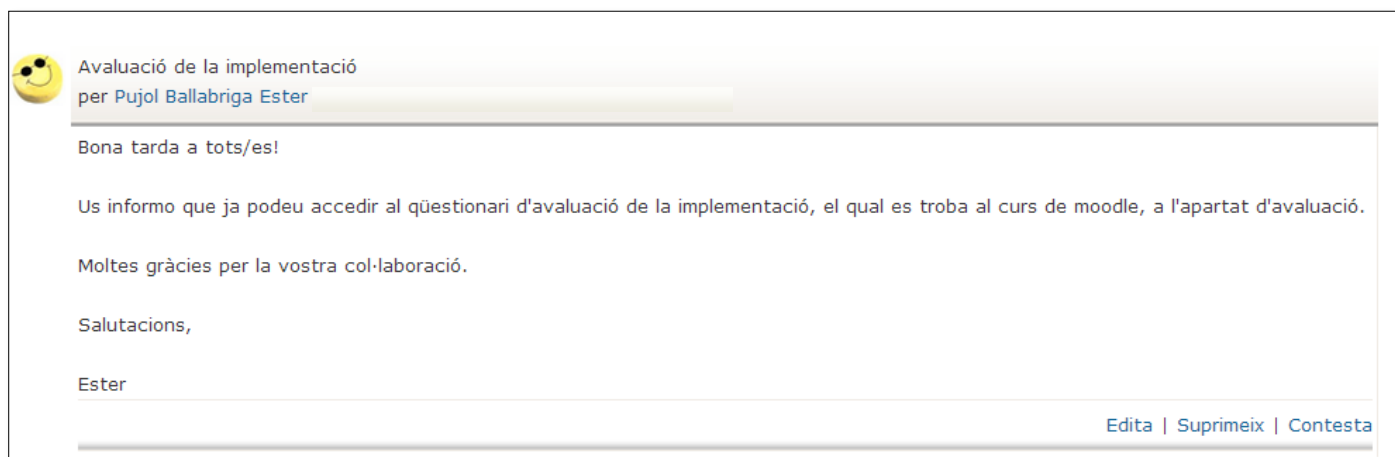 Avaluació de la implementació
per Pujol Ballabriga Ester
Bona tarda a tots/es!
Us informo que ja podeu accedir al qüestionari d'avaluació de la implementació, el qual es troba al curs de moodle, a l'apartat d'avaluació.
Moltes gràcies per la vostra col·laboració.
Salutacions,
Ester
Edita | Suprimeix | Contesta